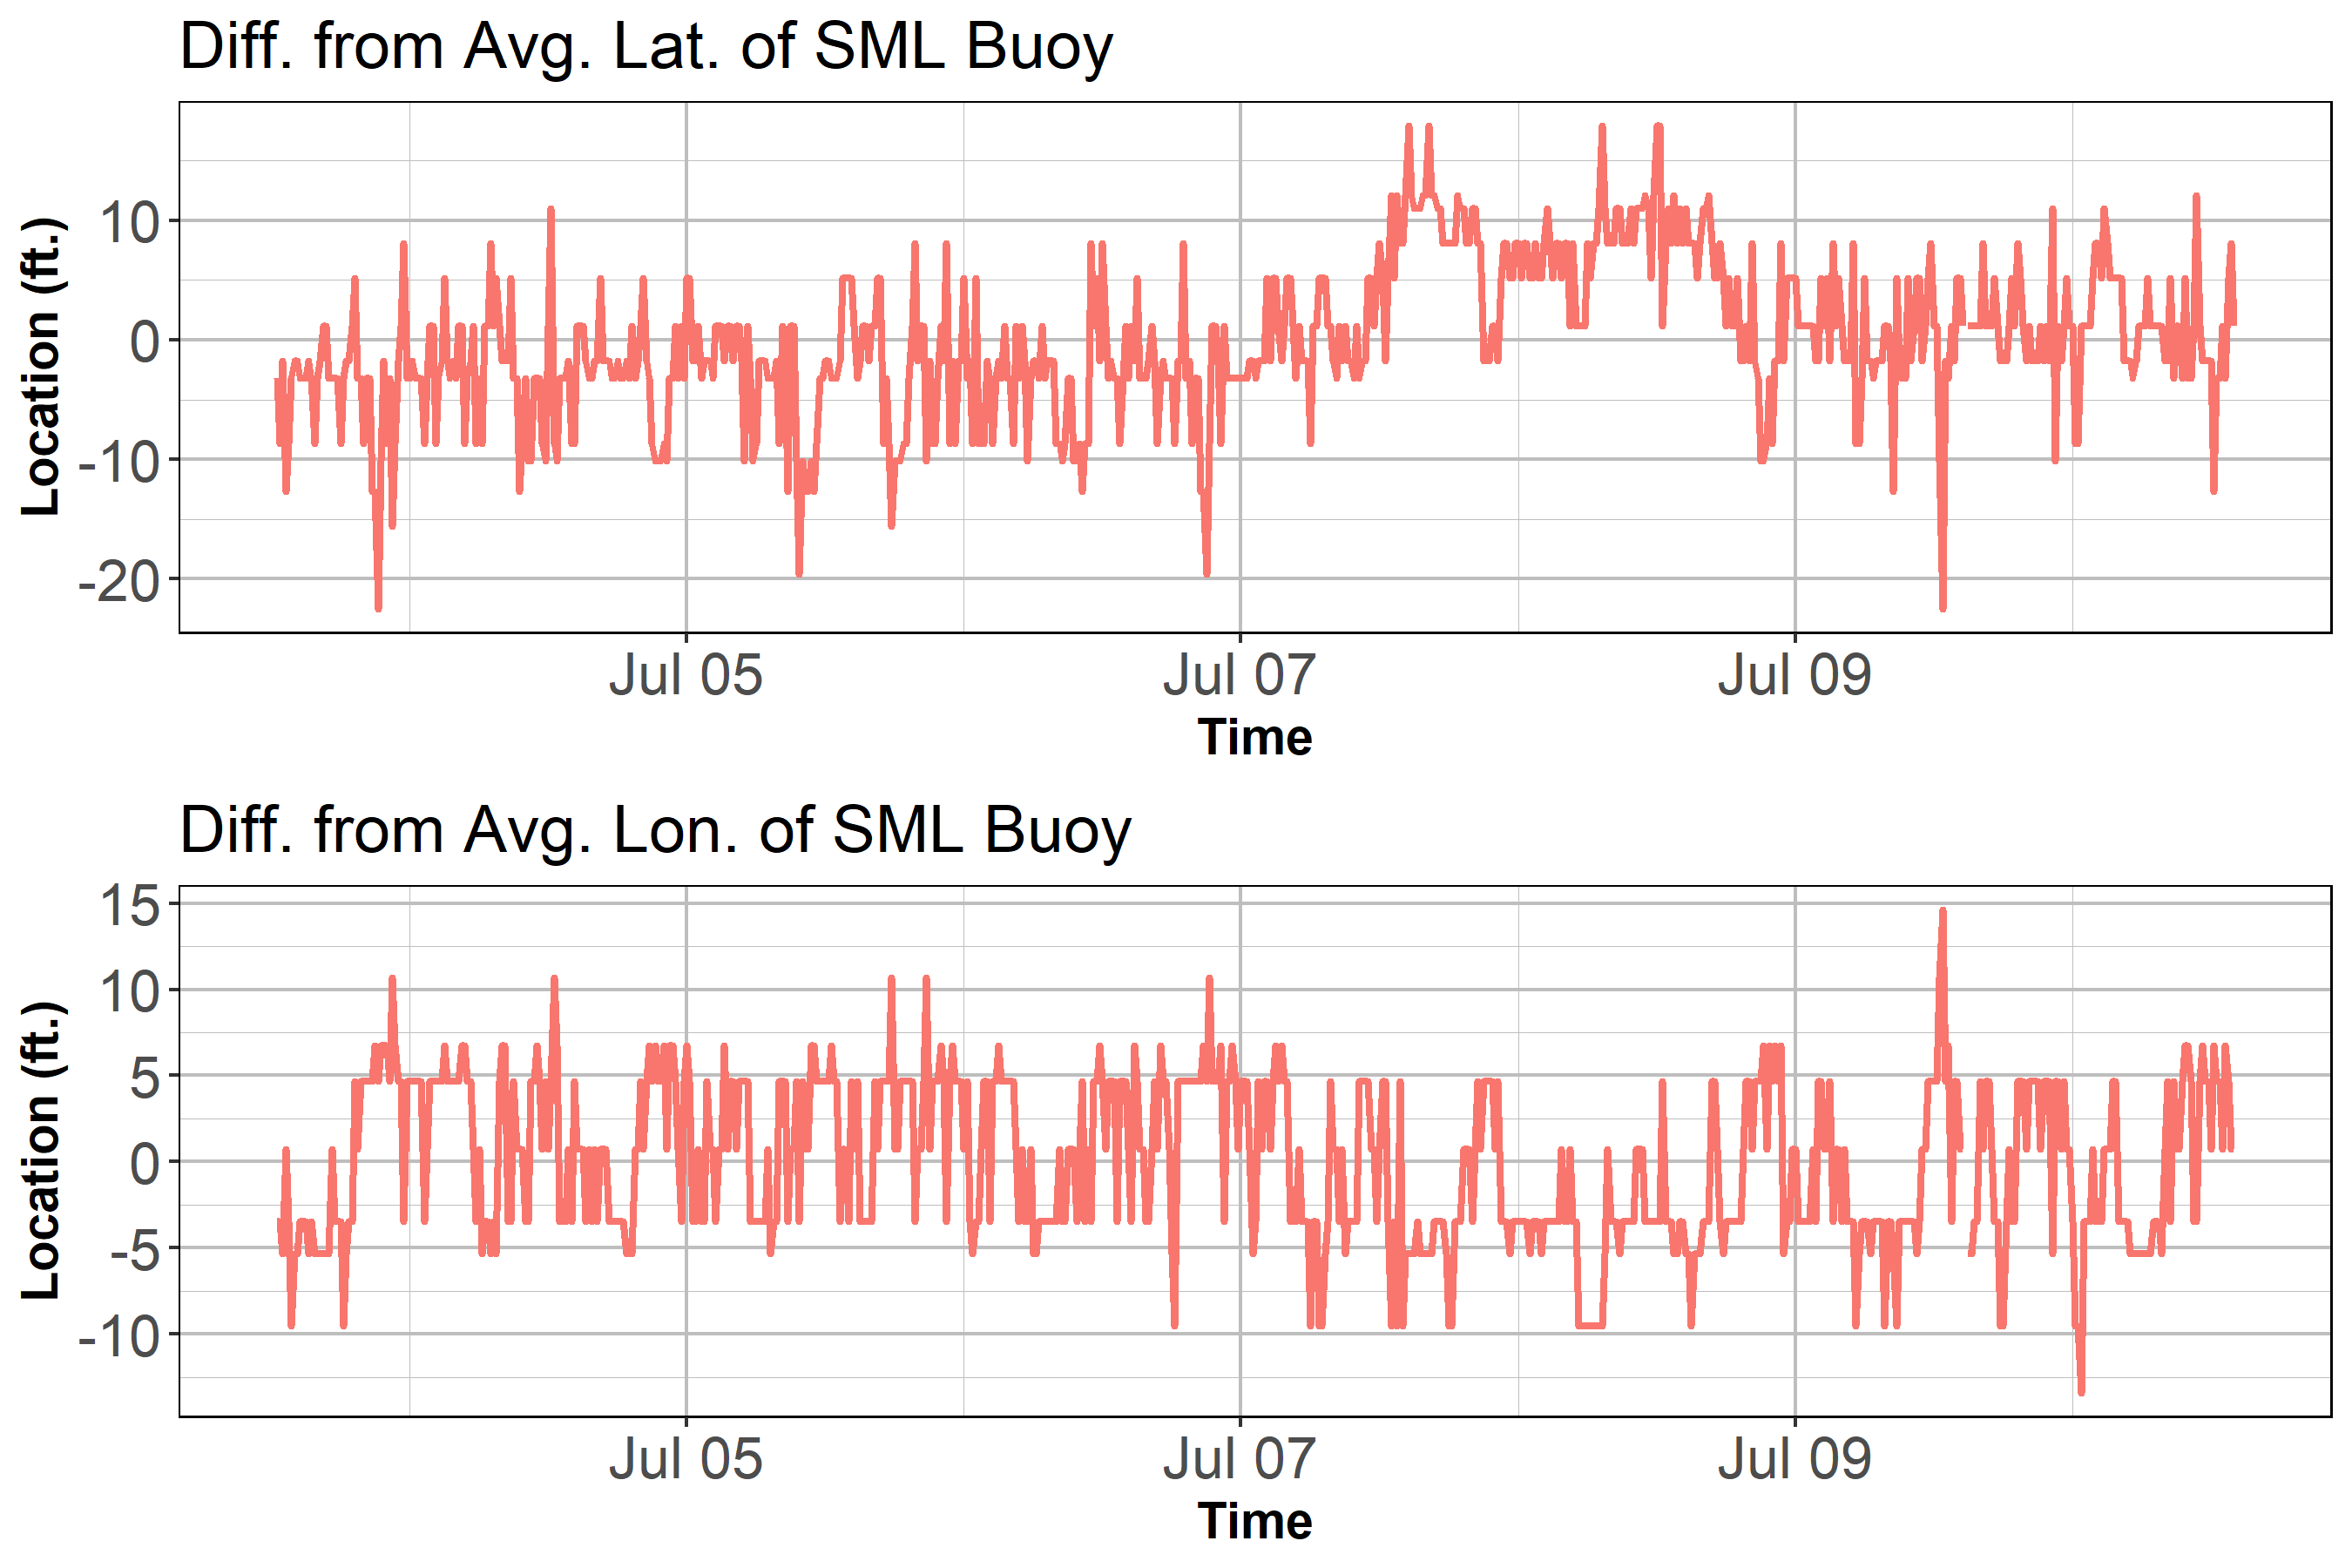 Diff. from Avg. Lat. of SML Buoy
Location (ft.)
10
0
-10
-20
Jul 05 Jul 07 Jul 09
Time
Diff. from Avg. Lon. of SML Buoy
Location (ft.)
15
10
5
0
-5
-10
Jul 05 Jul 07 Jul 09
Time